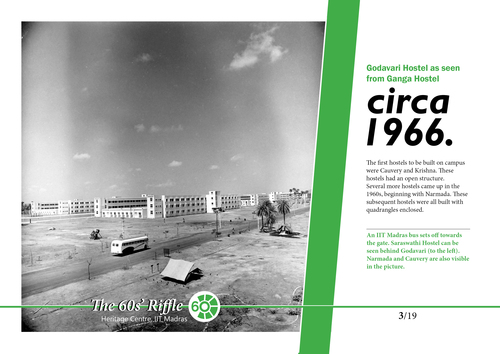 Godavari Hostel as seen
from Ganga Hostel
circa
1966.
The first hostels to be built on campus
were Cauvery and Krishna. These
hostels had an open structure.
Several more hostels came up in the
1960s, beginning with Narmada. These
subsequent hostels were all built with
quadrangles enclosed.
An IIT Madras bus sets off towards
the gate. Saraswathi Hostel can be
seen behind Godavari (to the left).
Narmada and Cauvery are also visible
in the picture.
The 60s' Riffle
60
Heritage Centre, IIT Madras
3/19